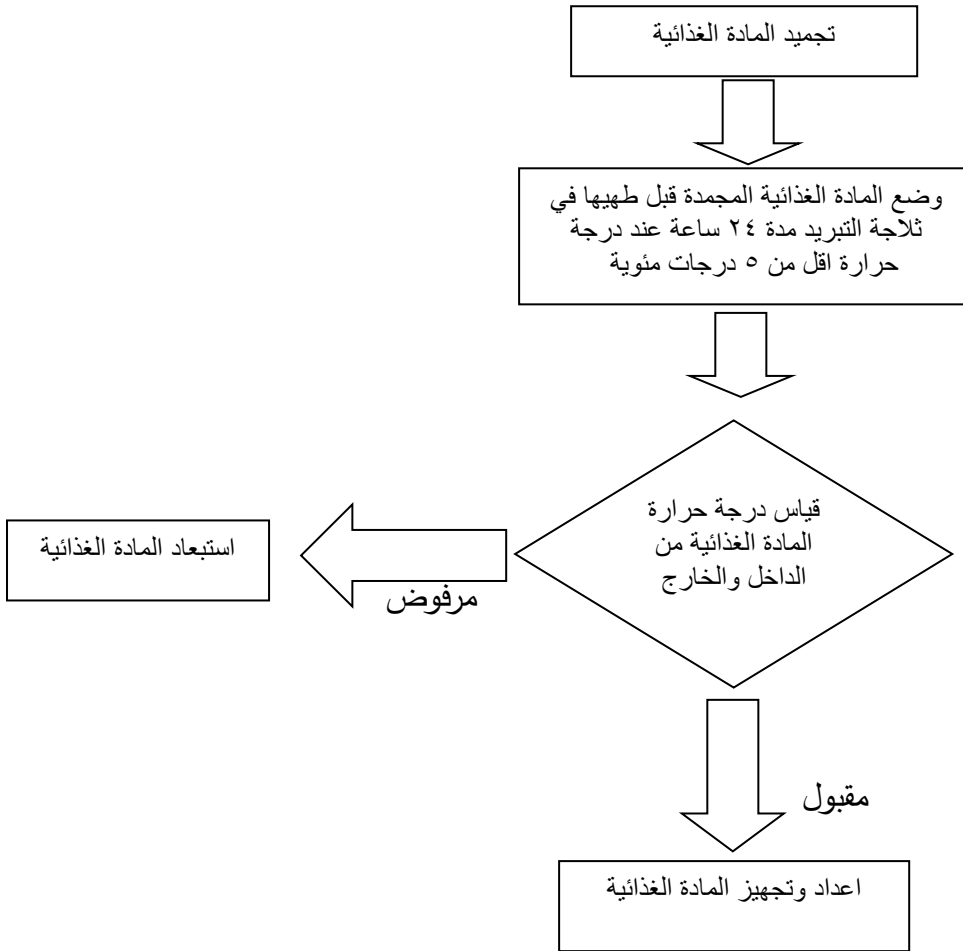 تجميد المادة الغذائية
وضع المادة الغذائية المجمدة قبل طهيها في
ثلاجة التبريد مدة ٢٤ ساعة عند درجة
حرارة اقل من ٥ درجات مئوية
قياس درجة حرارة
المادة الغذائية من
الداخل والخارج
مرفوض
استبعاد المادة الغذائية
مقبول
اعداد وتجهيز المادة الغذائية